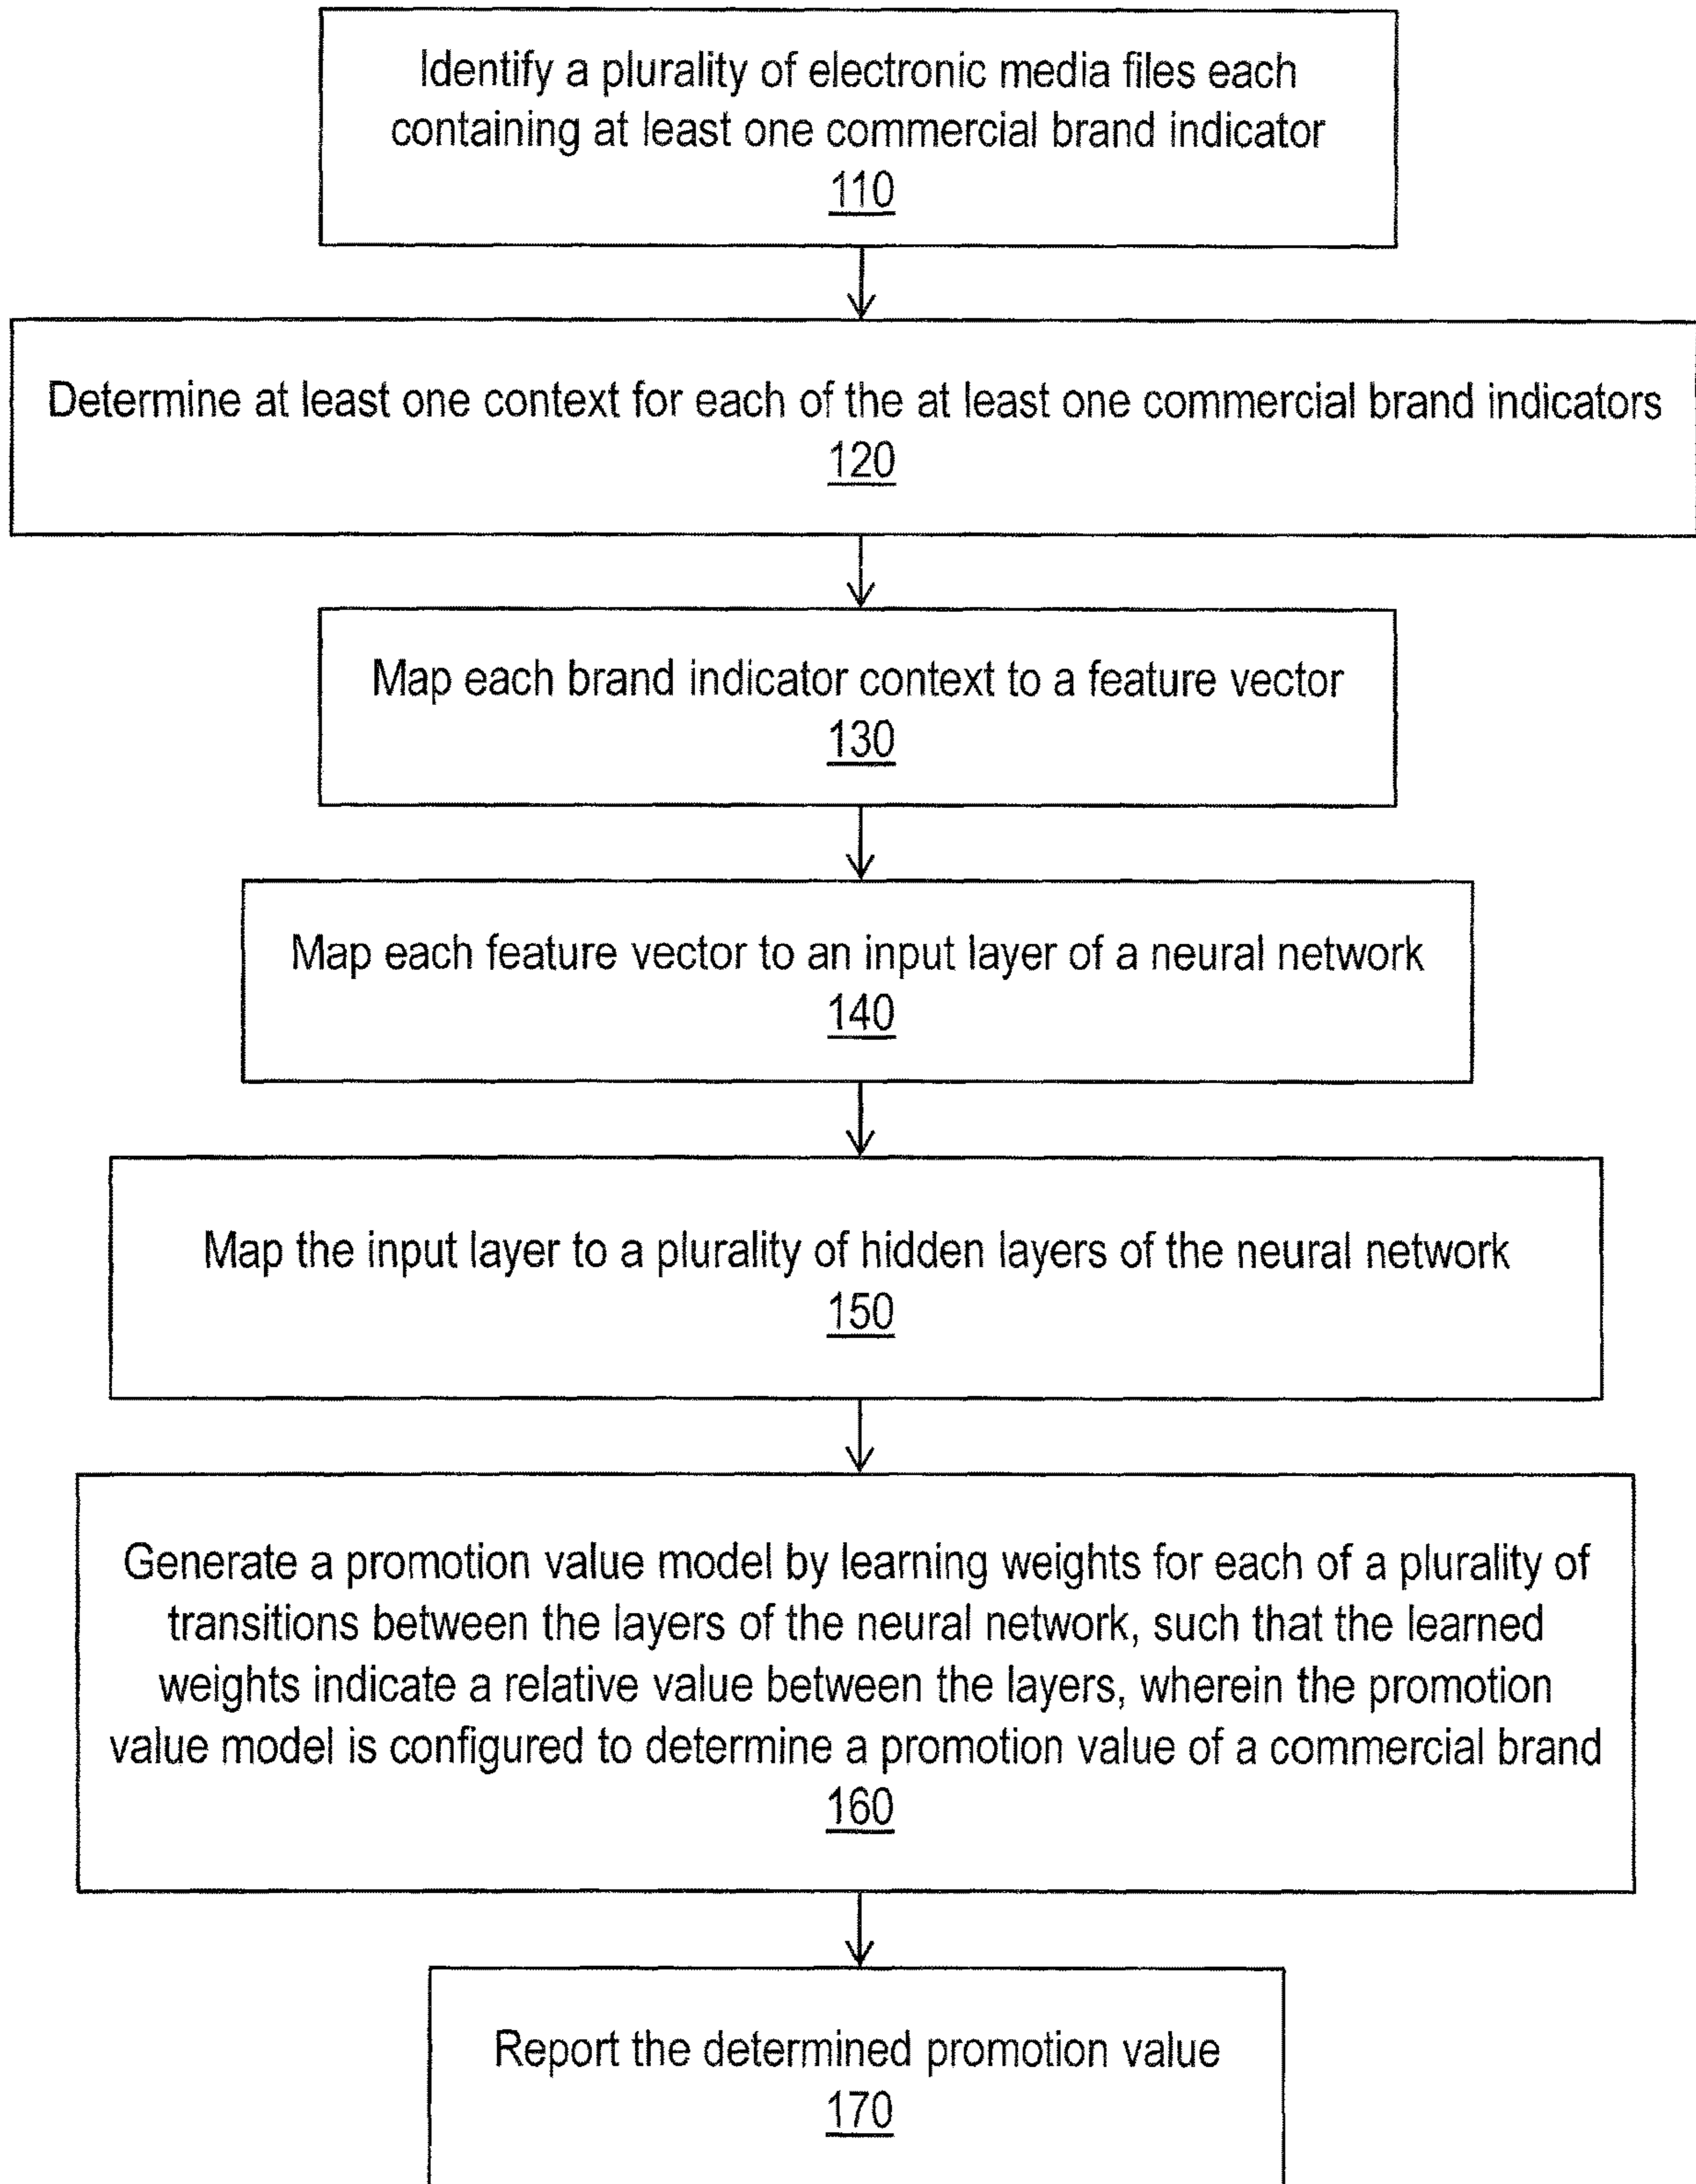 Identify a plurality of electronic media files each
containing at least one commercial brand indicator
110
Determine at least one context for each of the at least one commercial brand indicators
120
Map each brand indicator context to a feature vector
130
Map each feature vector to an input layer of a neural network
140
Map the input layer to a plurality of hidden layers of the neural network
150
Generate a promotion value model by learning weights for each of a plurality of
transitions between the layers of the neural network, such that the learned
weights indicate a relative value between the layers, wherein the promotion
value model is configured to determine a promotion value of a commercial brand
160
Report the determined promotion value
170